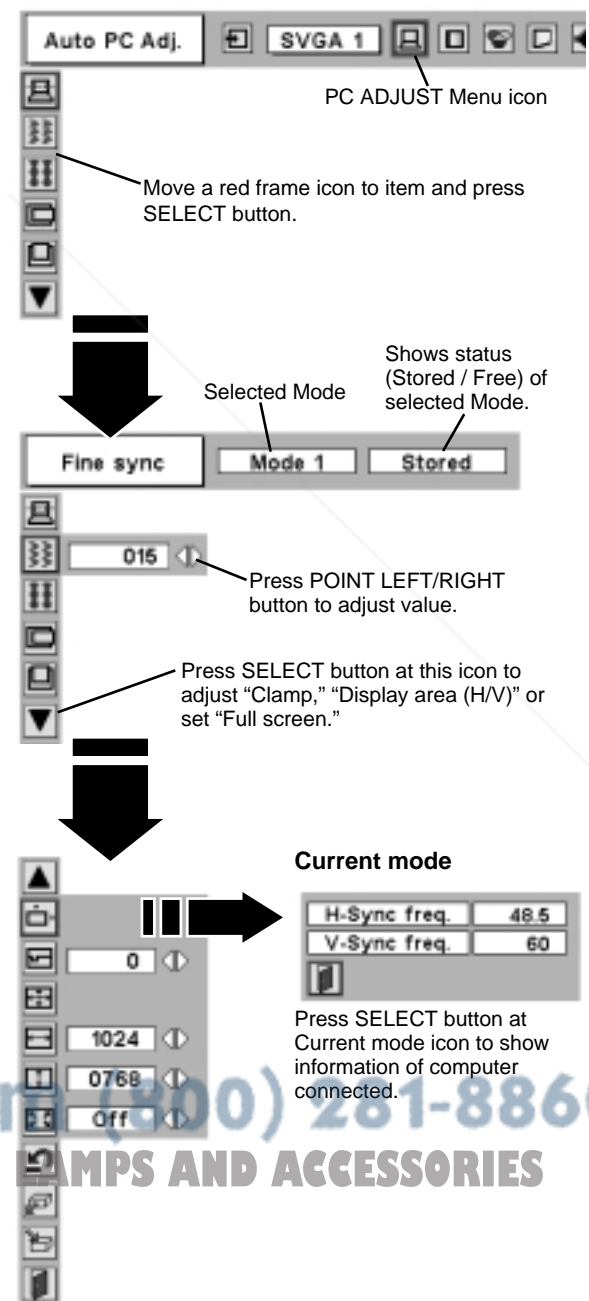 Auto PC Adj.
SVGA 1
PC ADJUST Menu icon
Move a red frame icon to item and press
SELECT button.
Selected Mode
Shows status
(Stored / Free) of
selected Mode.
Fine sync
Mode 1
Stored
015
Press POINT LEFT/RIGHT
button to adjust value.
Press SELECT button at this icon to
adjust “Clamp,” “Display area (H/V)” or
set “Full screen.”
Current mode
H-Sync freq. 48.5
V-Sync freq. 60
0
1024
0768
Off
Press SELECT button at
Current mode icon to show
information of computer
connected.
(800) 281-886
LAMPS AND ACCESSORIES